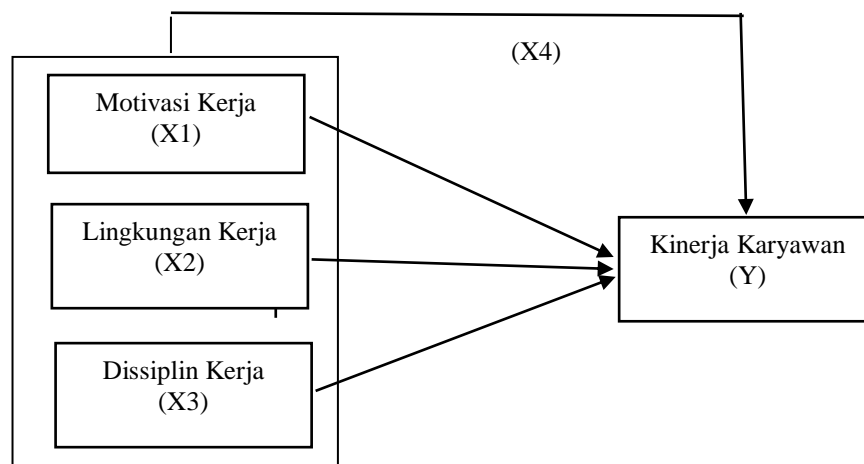 (X4)
Motivasi Kerja
(X1)
Lingkungan Kerja
(X2)
Kinerja Karyawan
(Y)
Dissiplin Kerja
(X3)